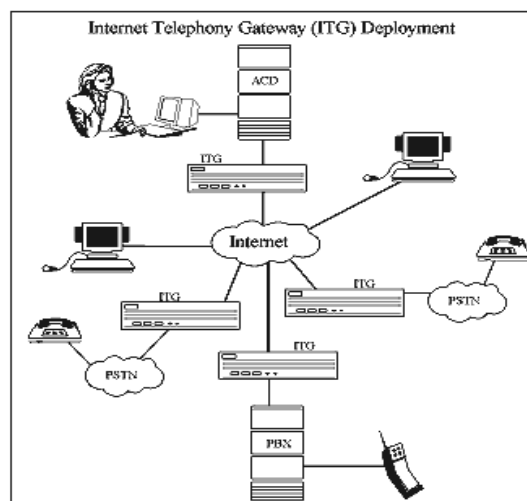 Internet Telephony Gateway (ITG) Deployment
ACD
ITG
Internet
ITG
ITG
PSTN
ITG
PSTN
PBX